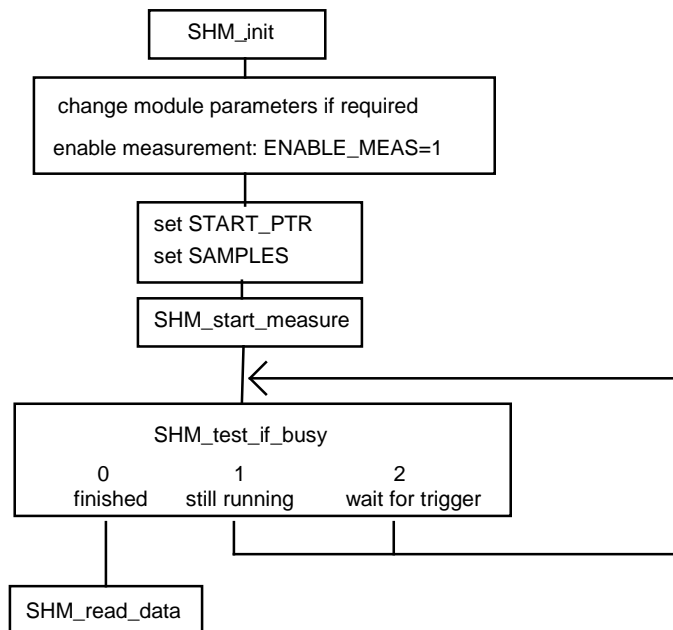 SHM_init
change module parameters if required
enable measurement: ENABLE_MEAS=1
set START_PTR
set SAMPLES
SHM_start_measure
SHM_test_if_busy
0 1 2
finished still running wait for trigger
SHM_read_data